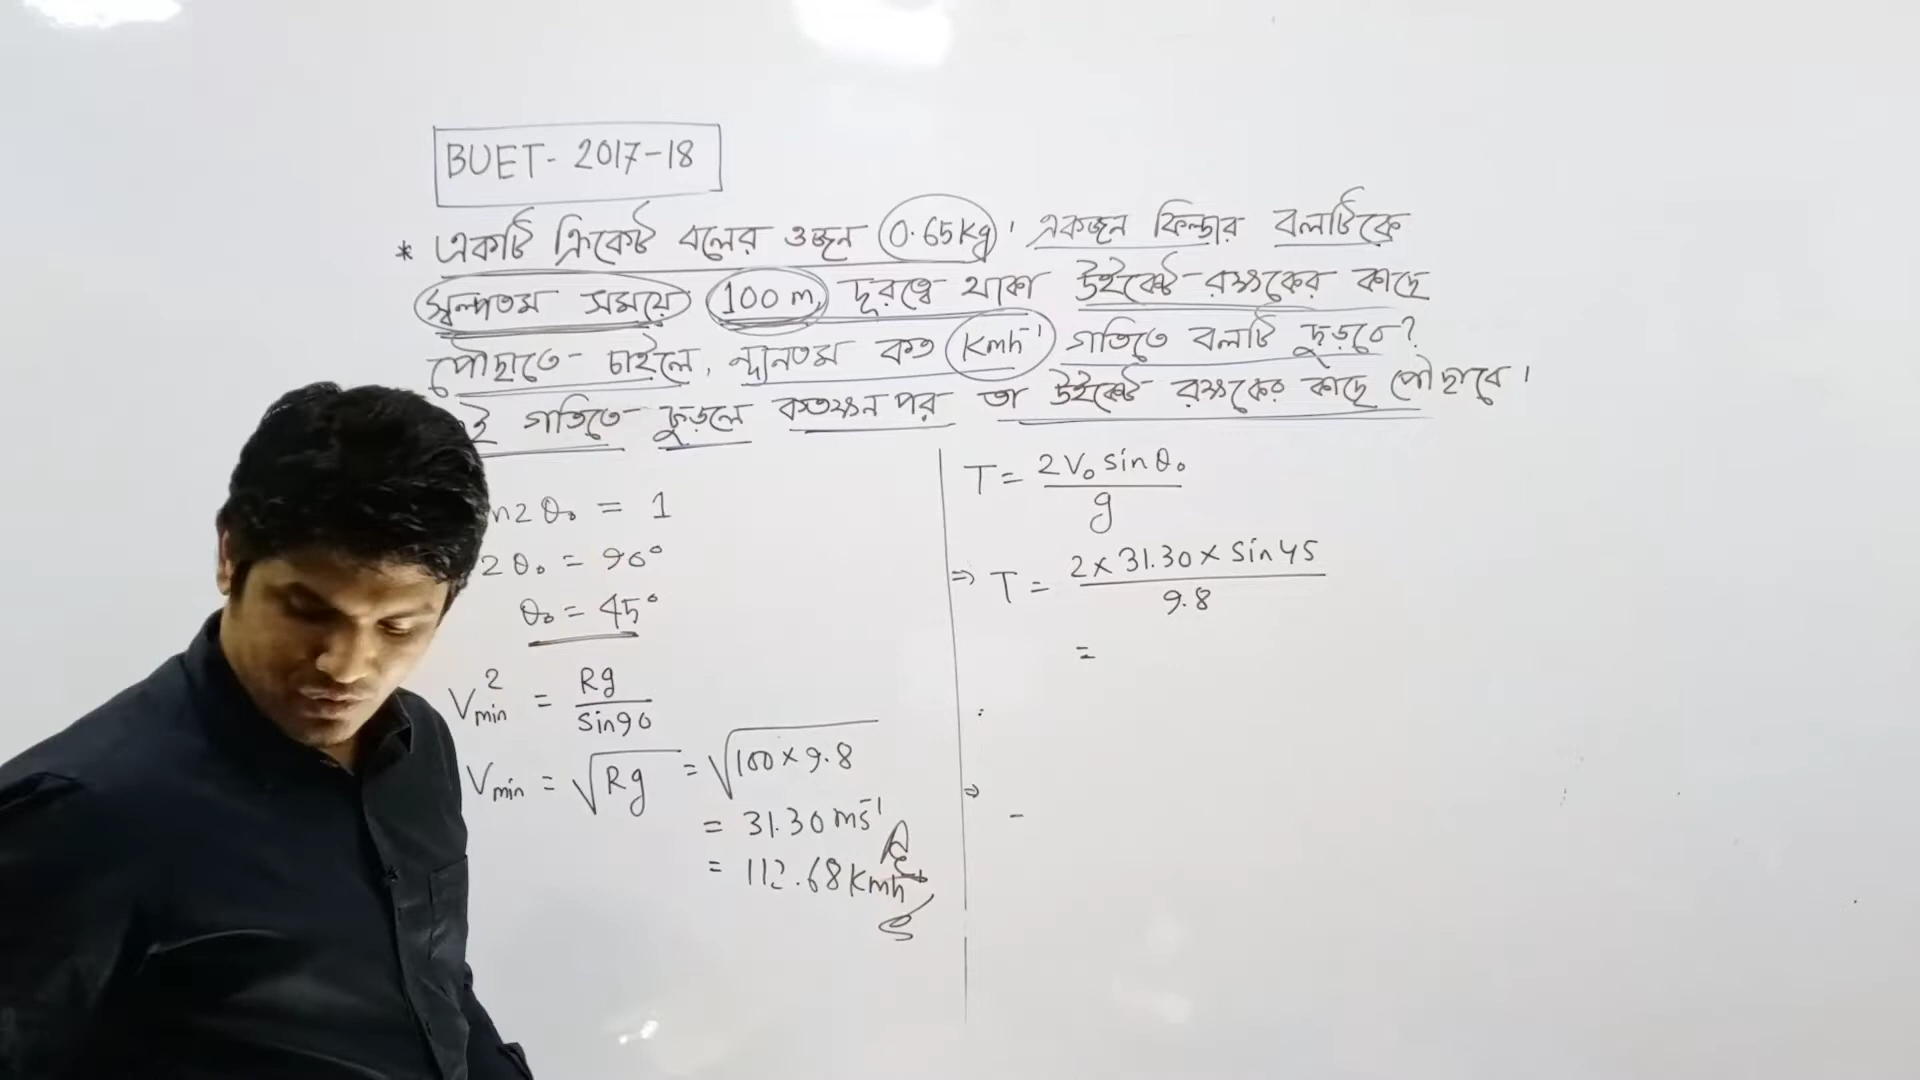 BUET- 2017-18
* একটি ক্রিকেট বলের ওজন 0.65kg । একজন ফিল্ডার বলটিকে
স্বল্পতম সময়ে 100 m দূরত্বে থাকা উইকেট-রক্ষকের কাছে
পৌছাতে চাইলে, ন্যূনতম কত Kmh⁻¹ গতিতে বলটি ছুড়বে?
ই গতিতে ছুড়লে কতক্ষন পর তা উইকেট রক্ষকের কাছে পৌছাবে।
n2θ₀ = 1
2θ₀ = 90°
θ₀ = 45°
V²min = Rg / Sin90
Vmin = √Rg = √100 × 9.8
= 31.30 ms⁻¹
= 112.68 Kmh⁻¹
T = 2V₀ sinθ₀ / g
⇒ T = 2 × 31.30 × Sin45 / 9.8
=
⇒ -